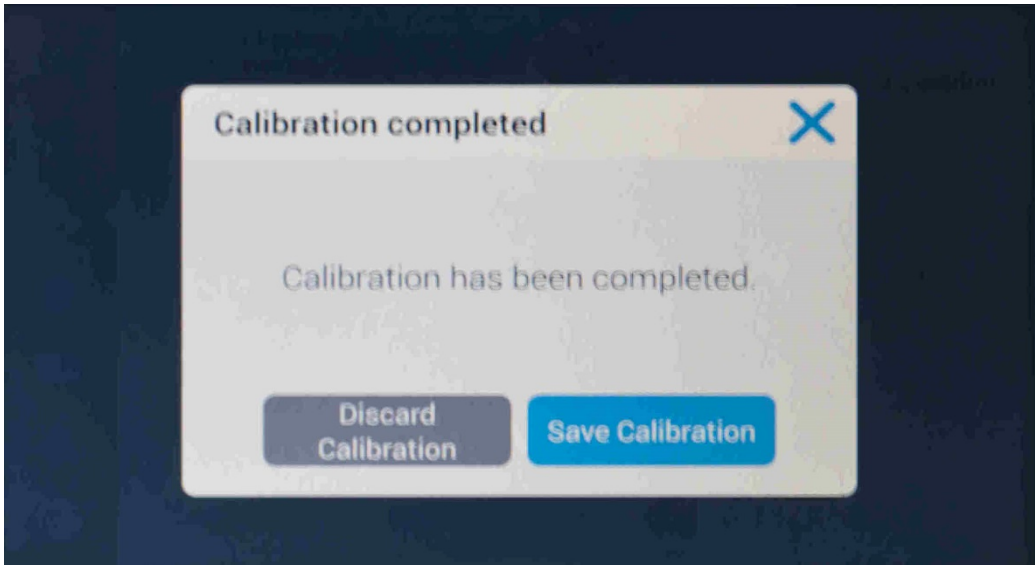 Calibration completed
Calibration has been completed.
Discard
Calibration
Save Calibration